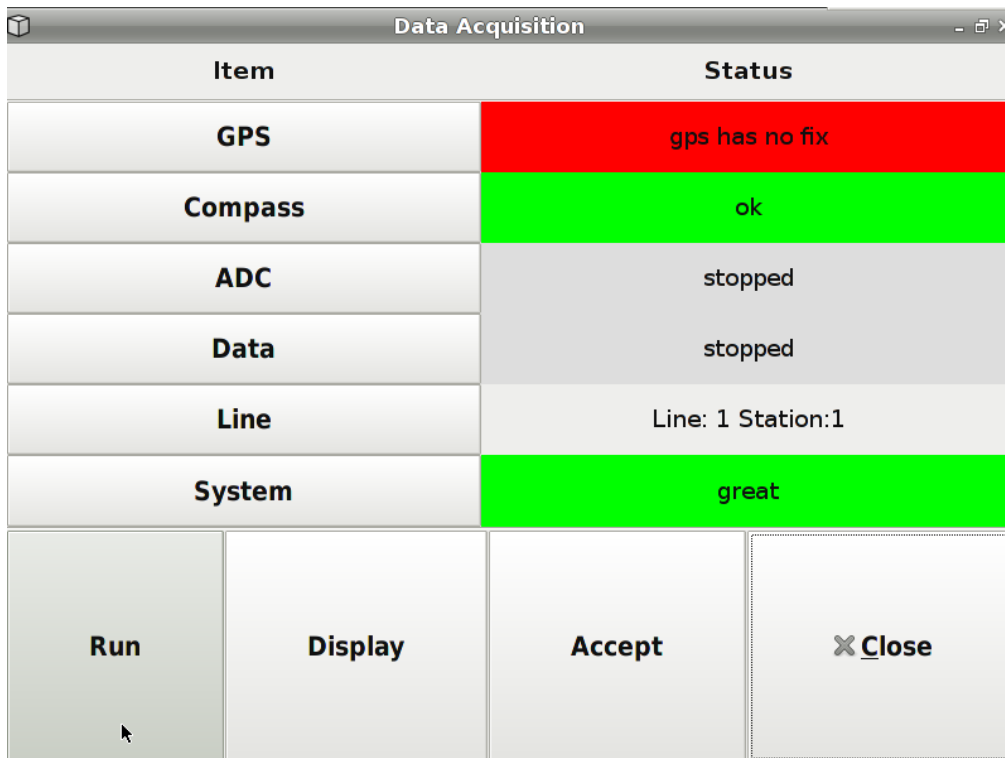 Data Acquisition
Item Status
GPS gps has no fix
Compass ok
ADC stopped
Data stopped
Line Line: 1 Station:1
System great
Run Display Accept Close